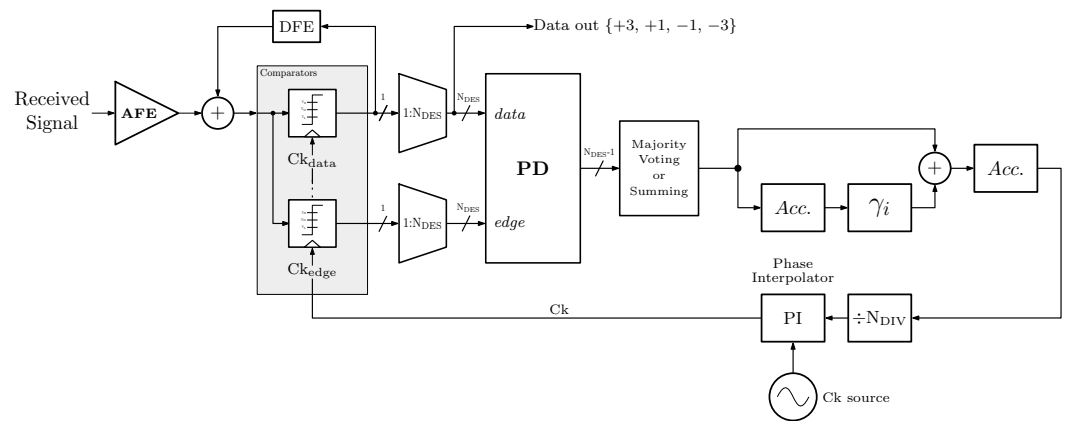 DFE
Data out {+3, +1, −1, −3}
Comparators
Received
Signal
AFE
+
1
1:NDES
NDES
data
Ckdata
PD
NDES-1
Majority
Voting
or
Summing
+
Acc.
Acc.
γi
1
1:NDES
NDES
edge
Ckedge
Phase
Interpolator
Ck
PI
÷NDIV
Ck source